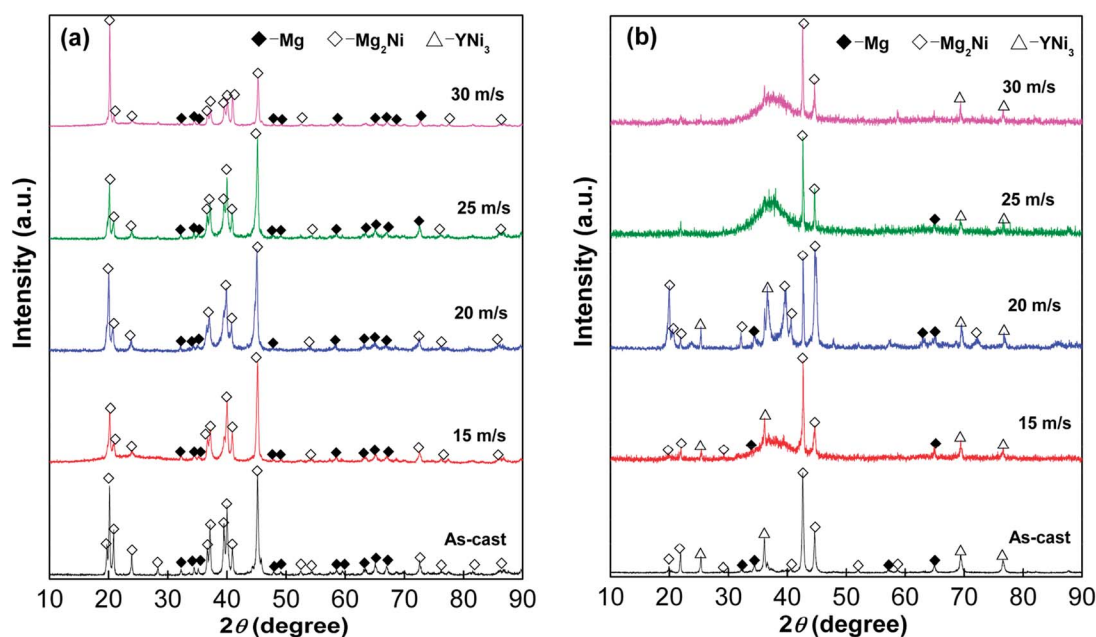 (a) ◆−Mg ◇−Mg₂Ni △−YNi₃
30 m/s
25 m/s
20 m/s
15 m/s
As-cast
Intensity (a.u.)
10 20 30 40 50 60 70 80 90
2θ (degree)
(b) ◆−Mg ◇−Mg₂Ni △−YNi₃
30 m/s
25 m/s
20 m/s
15 m/s
As-cast
Intensity (a.u.)
10 20 30 40 50 60 70 80 90
2θ (degree)